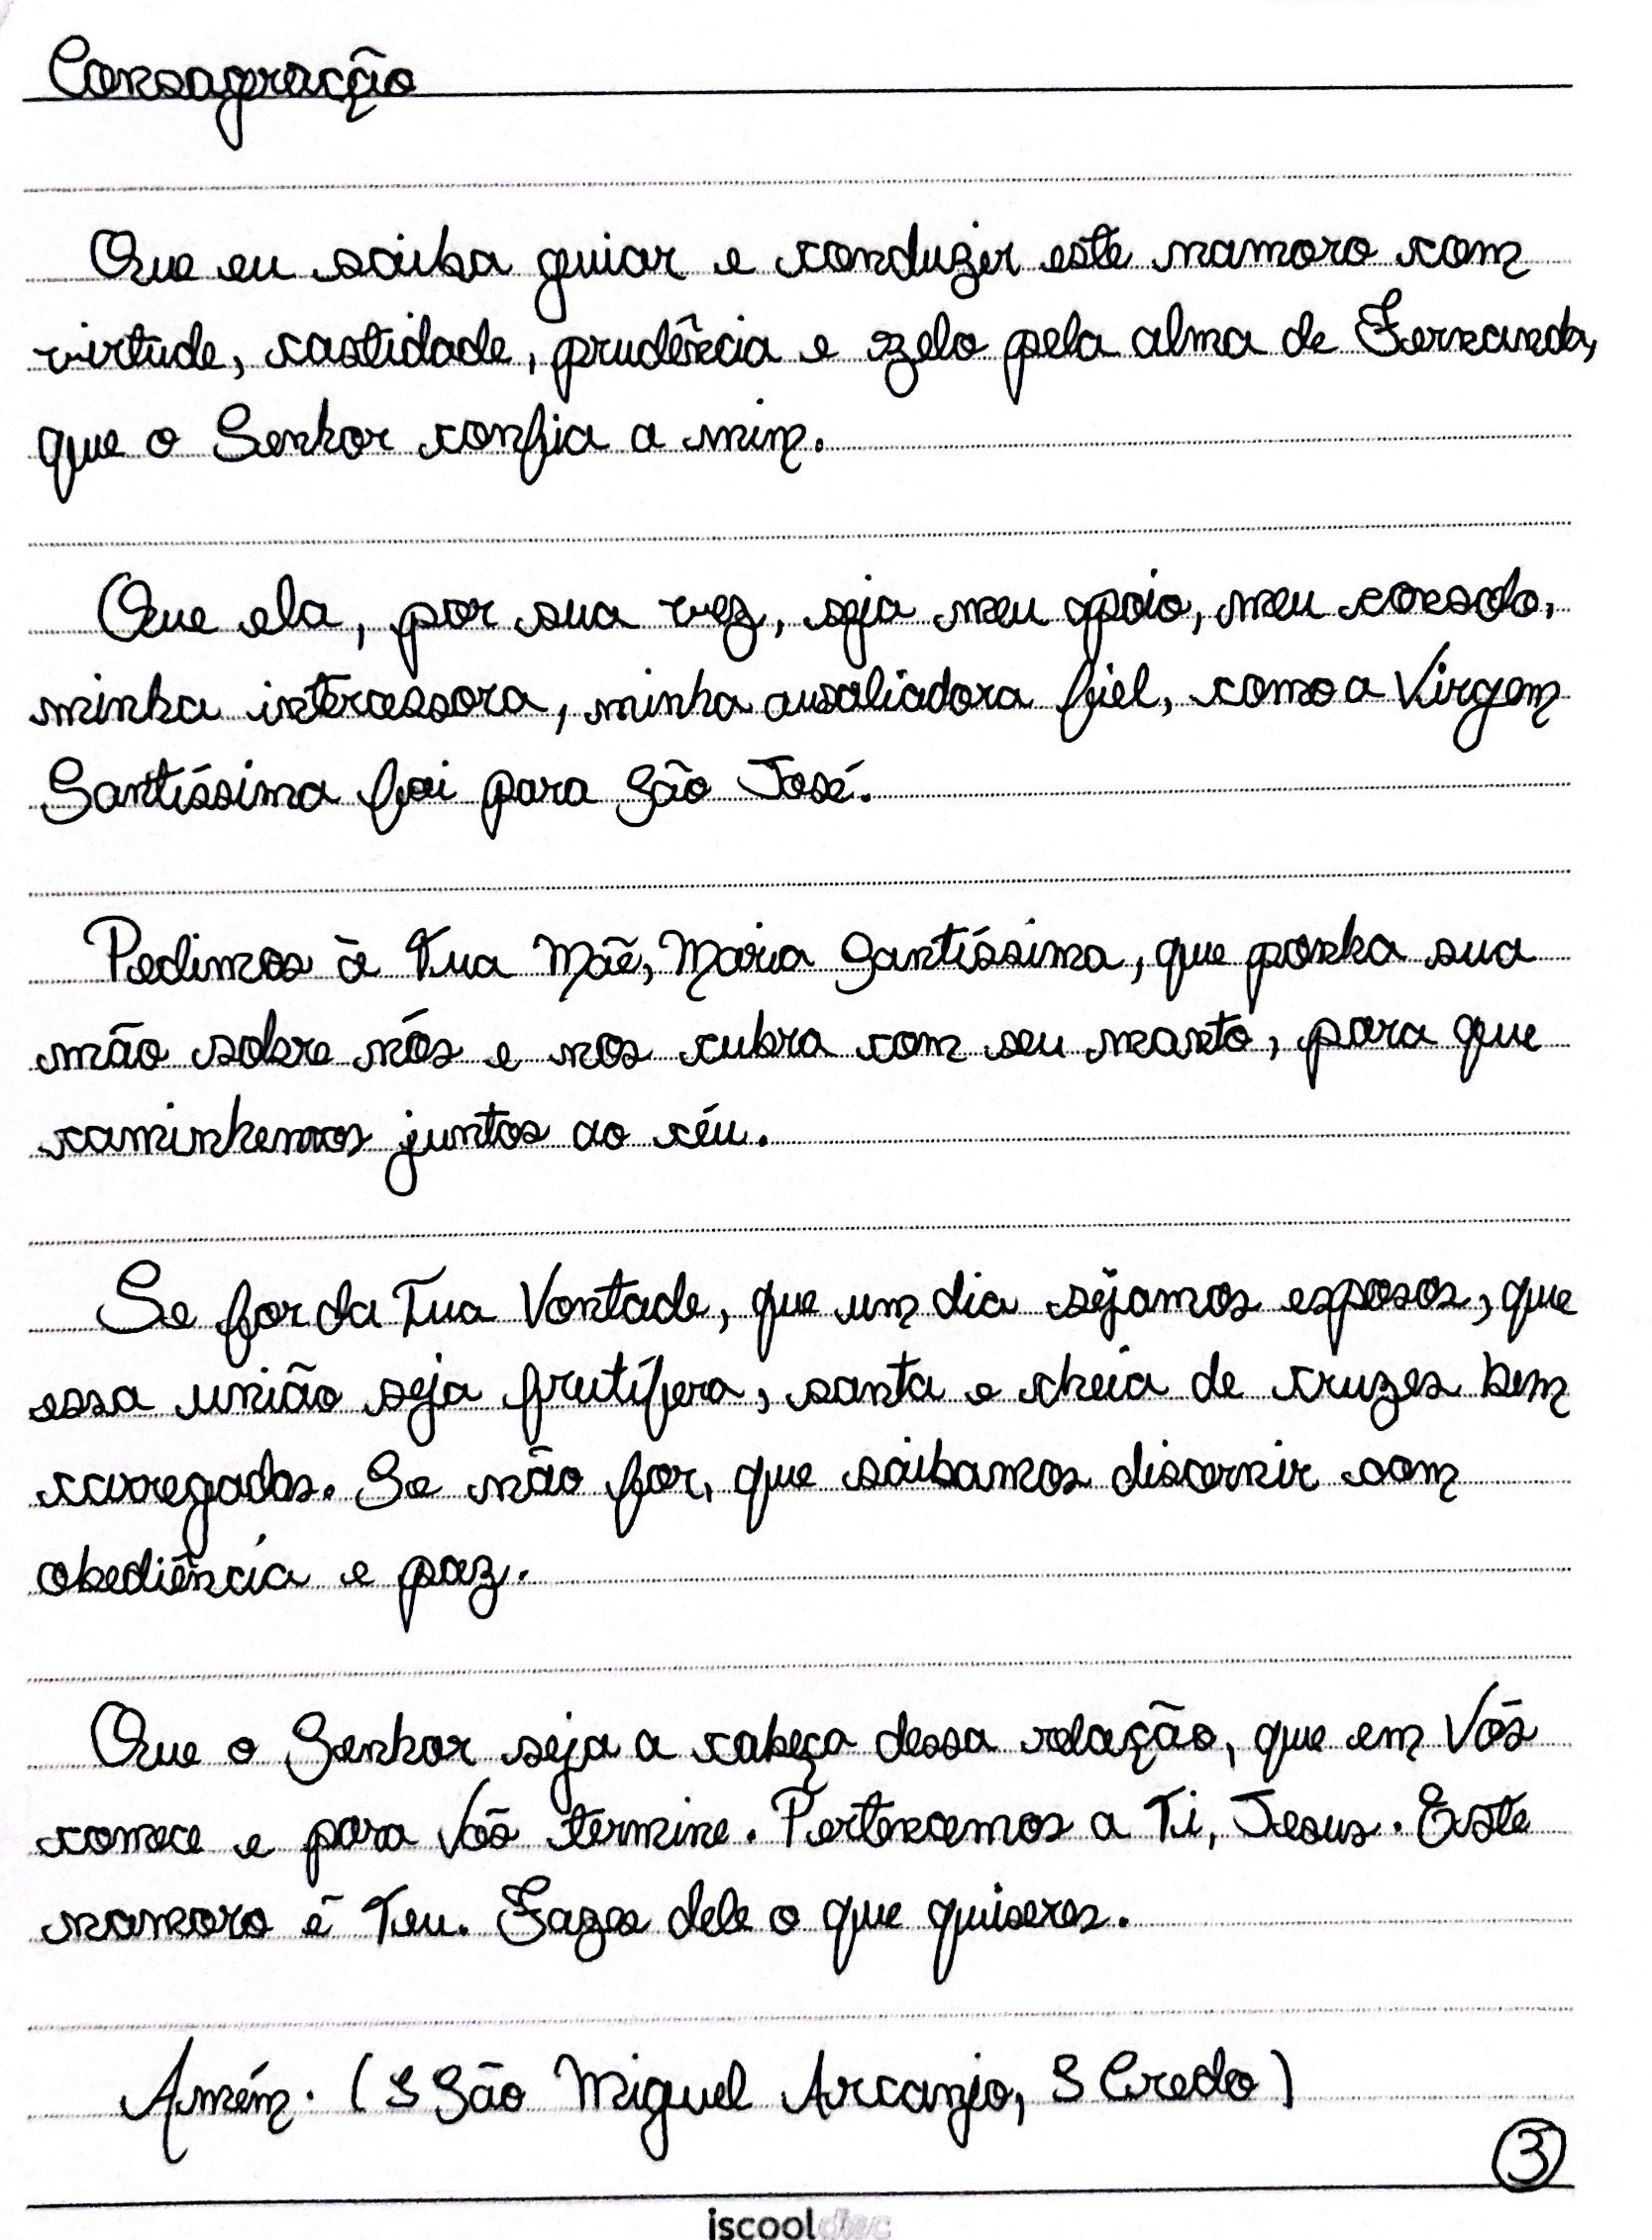 Consagração
Que eu saiba guiar e conduzir este namoro com
virtude, castidade, prudência e zelo pela alma de Fernanda,
que o Senhor confia a mim.
Que ela, por sua vez, seja meu apoio, meu consolo,
minha intercessora, minha auxiliadora fiel, como a Virgem
Santíssima foi para São José.
Pedimos à Tua Mãe, Maria Santíssima, que ponha sua
mão sobre nós e nos cubra com seu manto, para que
caminhemos juntos ao céu.
Se for da Tua Vontade, que um dia sejamos esposos, que
essa união seja frutífera, santa e cheia de cruzes bem
carregadas. Se não for, que saibamos discernir com
obediência e paz.
Que o Senhor seja a cabeça dessa relação, que em Vós
comece e para Vós termine. Pertencemos a Ti, Jesus. Este
namoro é Teu. Fazes dele o que quiseres.
Amém. (S São Miguel Arcanjo, S Credo)
3
iscool